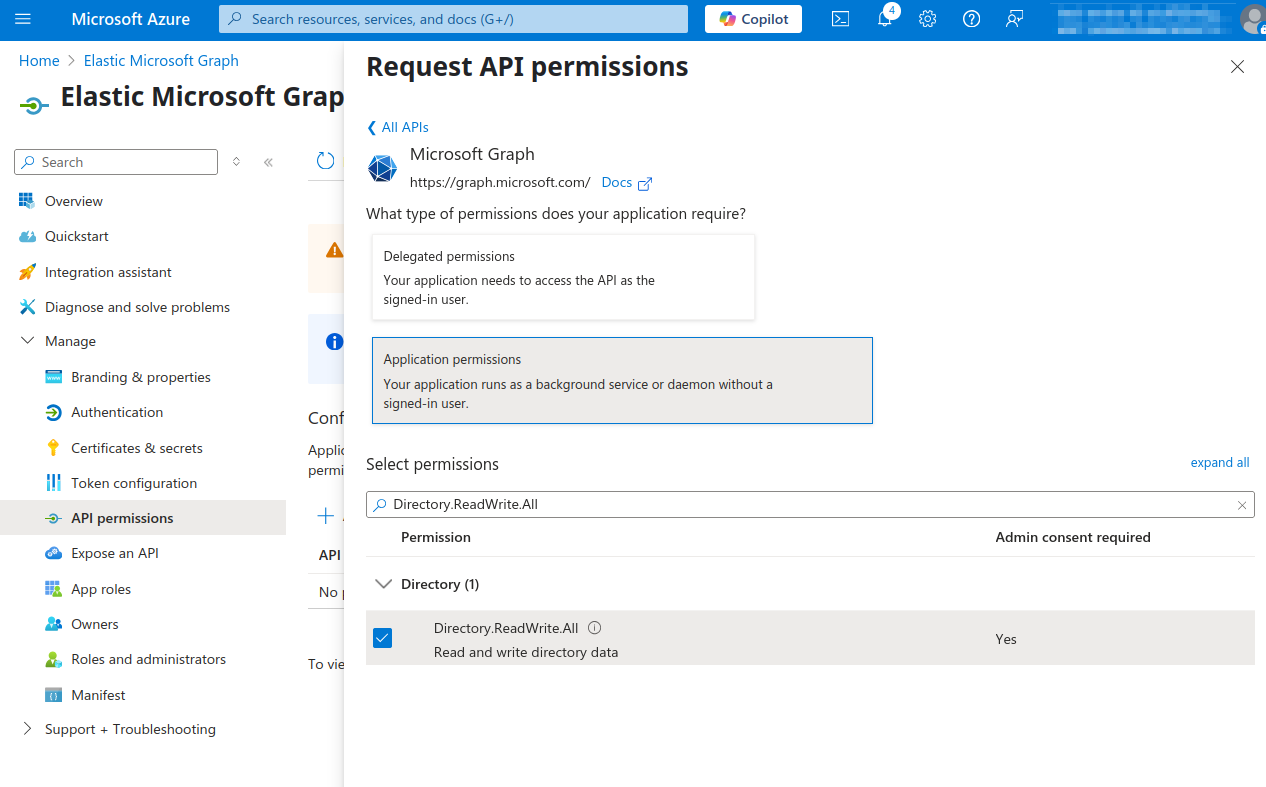 Microsoft Azure
Search resources, services, and docs (G+/)
Copilot
4
Home > Elastic Microsoft Graph
Elastic Microsoft Grap
Search
Overview
Quickstart
Integration assistant
Diagnose and solve problems
Manage
Branding & properties
Authentication
Certificates & secrets
Token configuration
API permissions
Expose an API
App roles
Owners
Roles and administrators
Manifest
Support + Troubleshooting
Conf
Applic
permi
API
No p
To vie
Request API permissions
All APIs
Microsoft Graph
https://graph.microsoft.com/ Docs
What type of permissions does your application require?
Delegated permissions
Your application needs to access the API as the
signed-in user.
Application permissions
Your application runs as a background service or daemon without a
signed-in user.
Select permissions
expand all
Directory.ReadWrite.All
Permission
Admin consent required
Directory (1)
Directory.ReadWrite.All
Read and write directory data
Yes